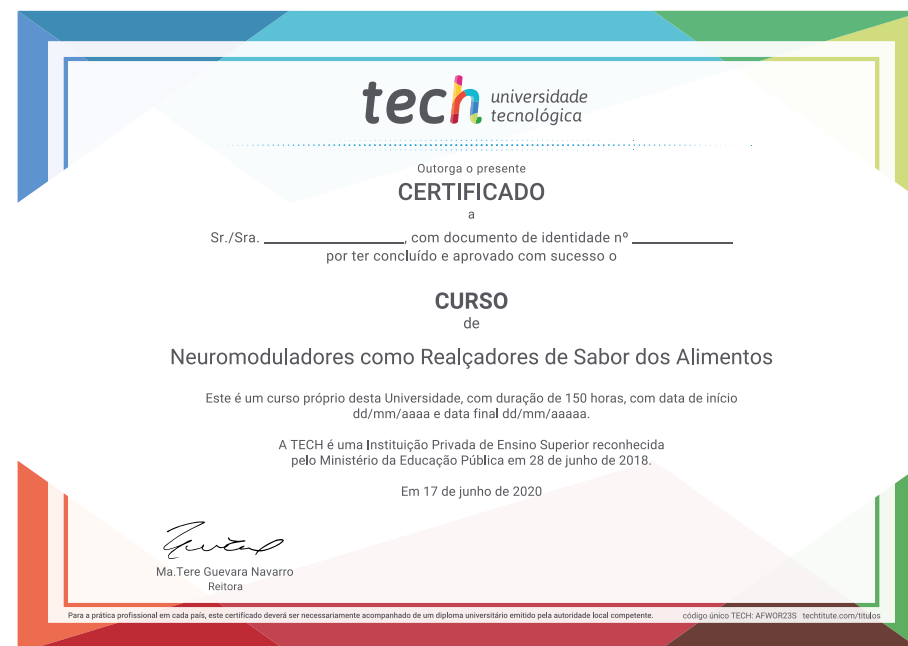 tech universidade
tecnológica
Outorga o presente
CERTIFICADO
a
Sr./Sra. ____________, com documento de identidade nº ____________
por ter concluído e aprovado com sucesso o
CURSO
de
Neuromoduladores como Realçadores de Sabor dos Alimentos
Este é um curso próprio desta Universidade, com duração de 150 horas, com data de início
dd/mm/aaaa e data final dd/mm/aaaaa.
A TECH é uma Instituição Privada de Ensino Superior reconhecida
pelo Ministério da Educação Pública em 28 de junho de 2018.
Em 17 de junho de 2020
Ma.Tere Guevara Navarro
Reitora
Para a prática profissional em cada país, este certificado deverá ser necessariamente acompanhado de um diploma universitário emitido pela autoridade local competente. código único TECH: AFWOR23S techtitute.com/titulos